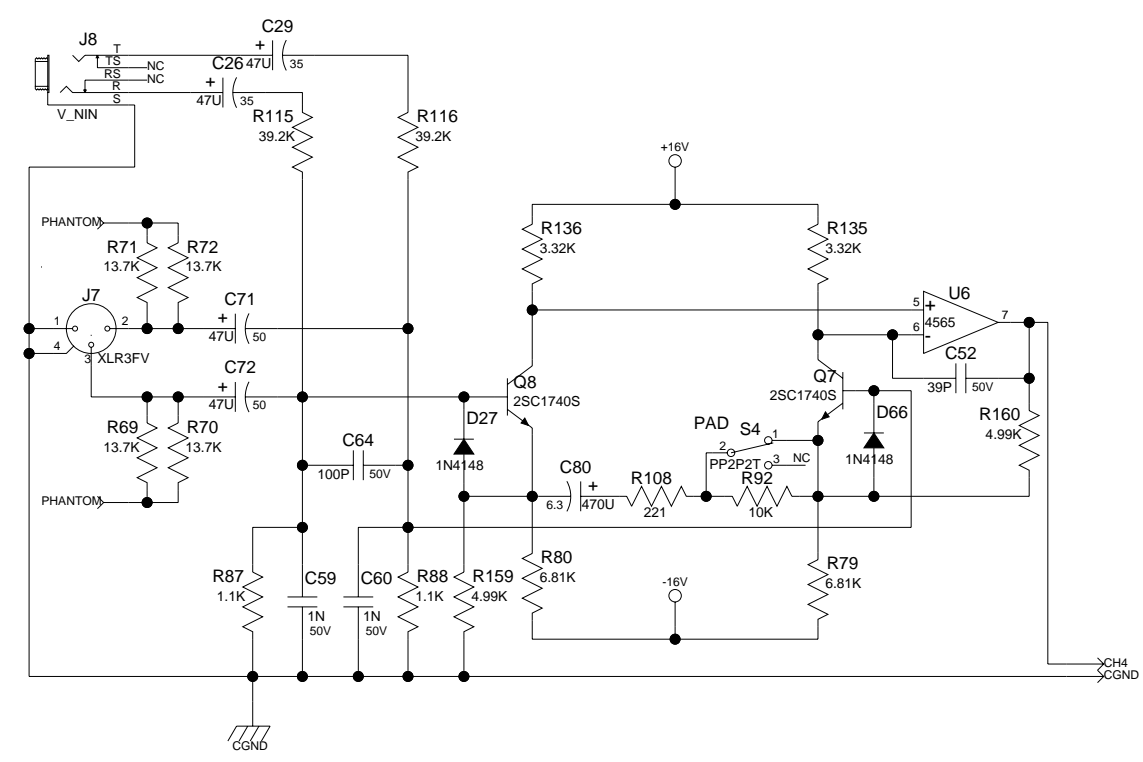 C29
J8
T
+
TS
NC
47U
35
C26
RS
NC
+
R
S
47U
35
V_NIN
R115
39.2K
R116
39.2K
+16V
PHANTOM
R71
13.7K
R72
13.7K
R136
3.32K
R135
3.32K
J7
C71
U6
1
2
+
47U
50
5
+
7
4565
6
-
4
3
XLR3FV
C72
C52
39P
50V
+
47U
50
Q8
2SC1740S
Q7
2SC1740S
D27
D66
R69
13.7K
R70
13.7K
PAD
S4
1
2
PP2P2T
3
NC
R160
4.99K
C64
100P
50V
1N4148
1N4148
C80
+
6.3
470U
R108
221
R92
10K
PHANTOM
R87
1.1K
C59
1N
50V
C60
1N
50V
R88
1.1K
R159
4.99K
R80
6.81K
-16V
R79
6.81K
CH4
CGND
CGND